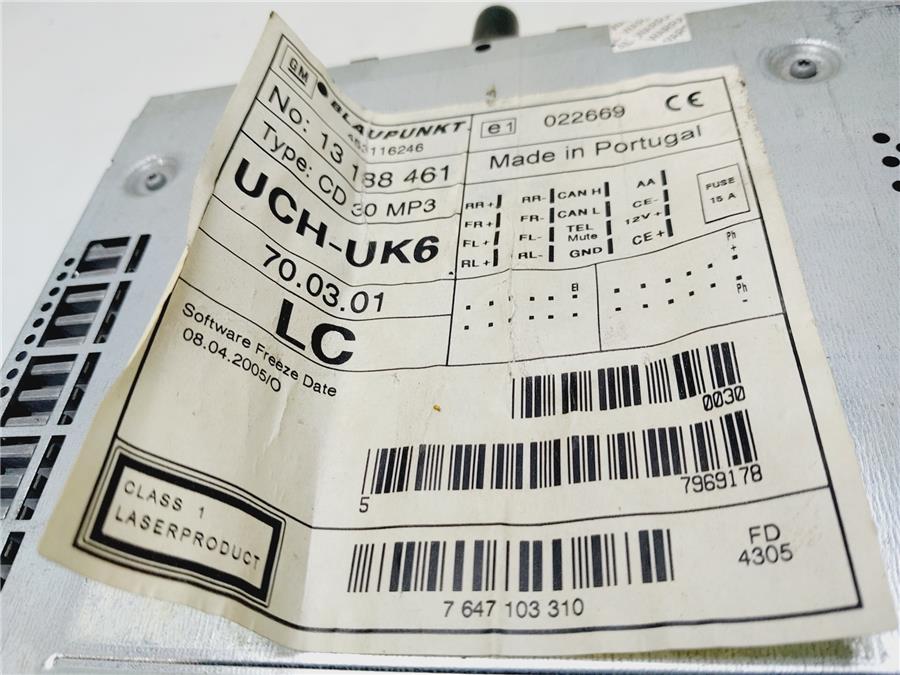 GM BLAUPUNKT
463116246
No: 13 188 461
Type: CD 30 MP3
UCH-UK6
70.03.01
LC
Software Freeze Date
08.04.2005/O
CLASS 1
LASERPRODUCT
e1 022669 CE
Made in Portugal
RR+ RR- CAN H AA
FR+ FR- CAN L CE-
FL+ FL- TEL Mute 12V+
RL+ RL- GND CE+
FUSE
15 A
Ph
+
Ph
-
0030
5 7969178
7 647 103 310
FD
4305